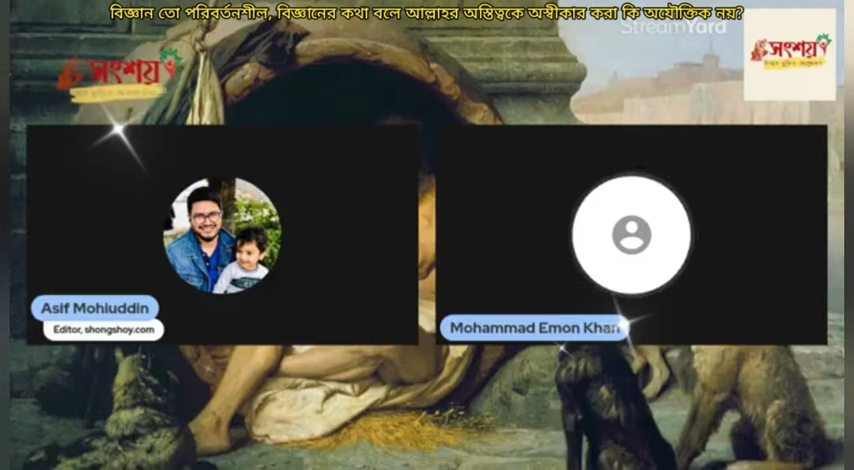 বিজ্ঞান তো পরিবর্তনশীল, বিজ্ঞানের কথা বলে আল্লাহর অস্তিত্বকে অস্বীকার করা কি অযৌক্তিক নয়?
StreamYard
সংশয়
সংশয়
Asif Mohiuddin
Editor, shongshoy.com
Mohammad Emon Khan